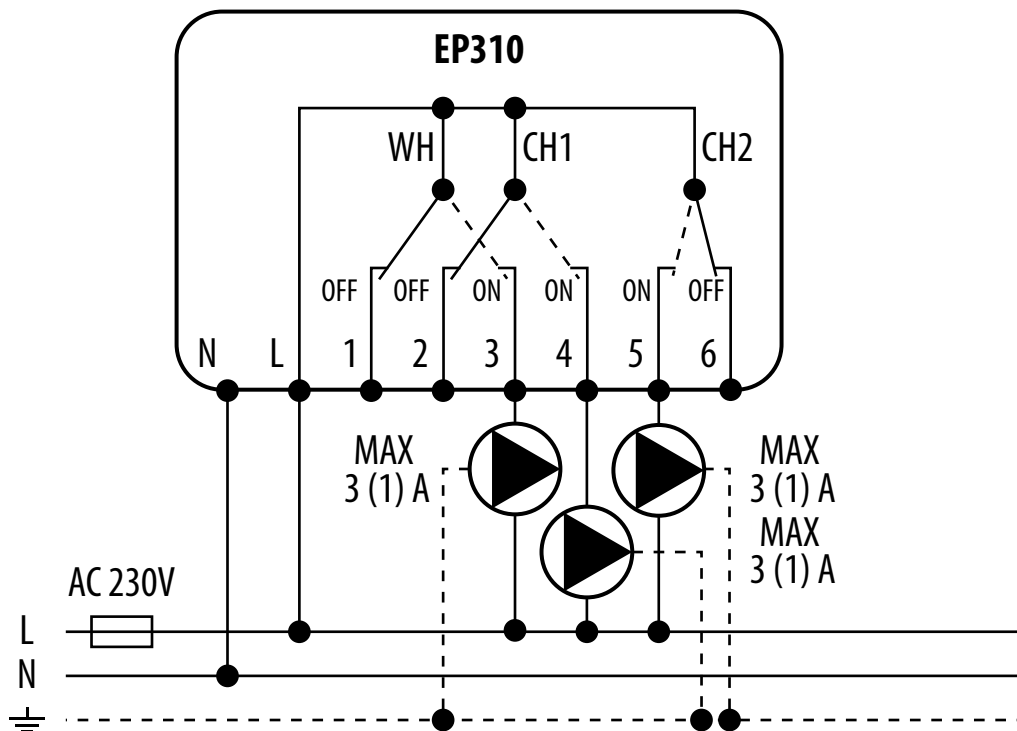 EP310
WH CH1 CH2
OFF OFF ON ON ON OFF
N L 1 2 3 4 5 6
MAX
3 (1) A
MAX
3 (1) A
MAX
3 (1) A
AC 230V
L
N